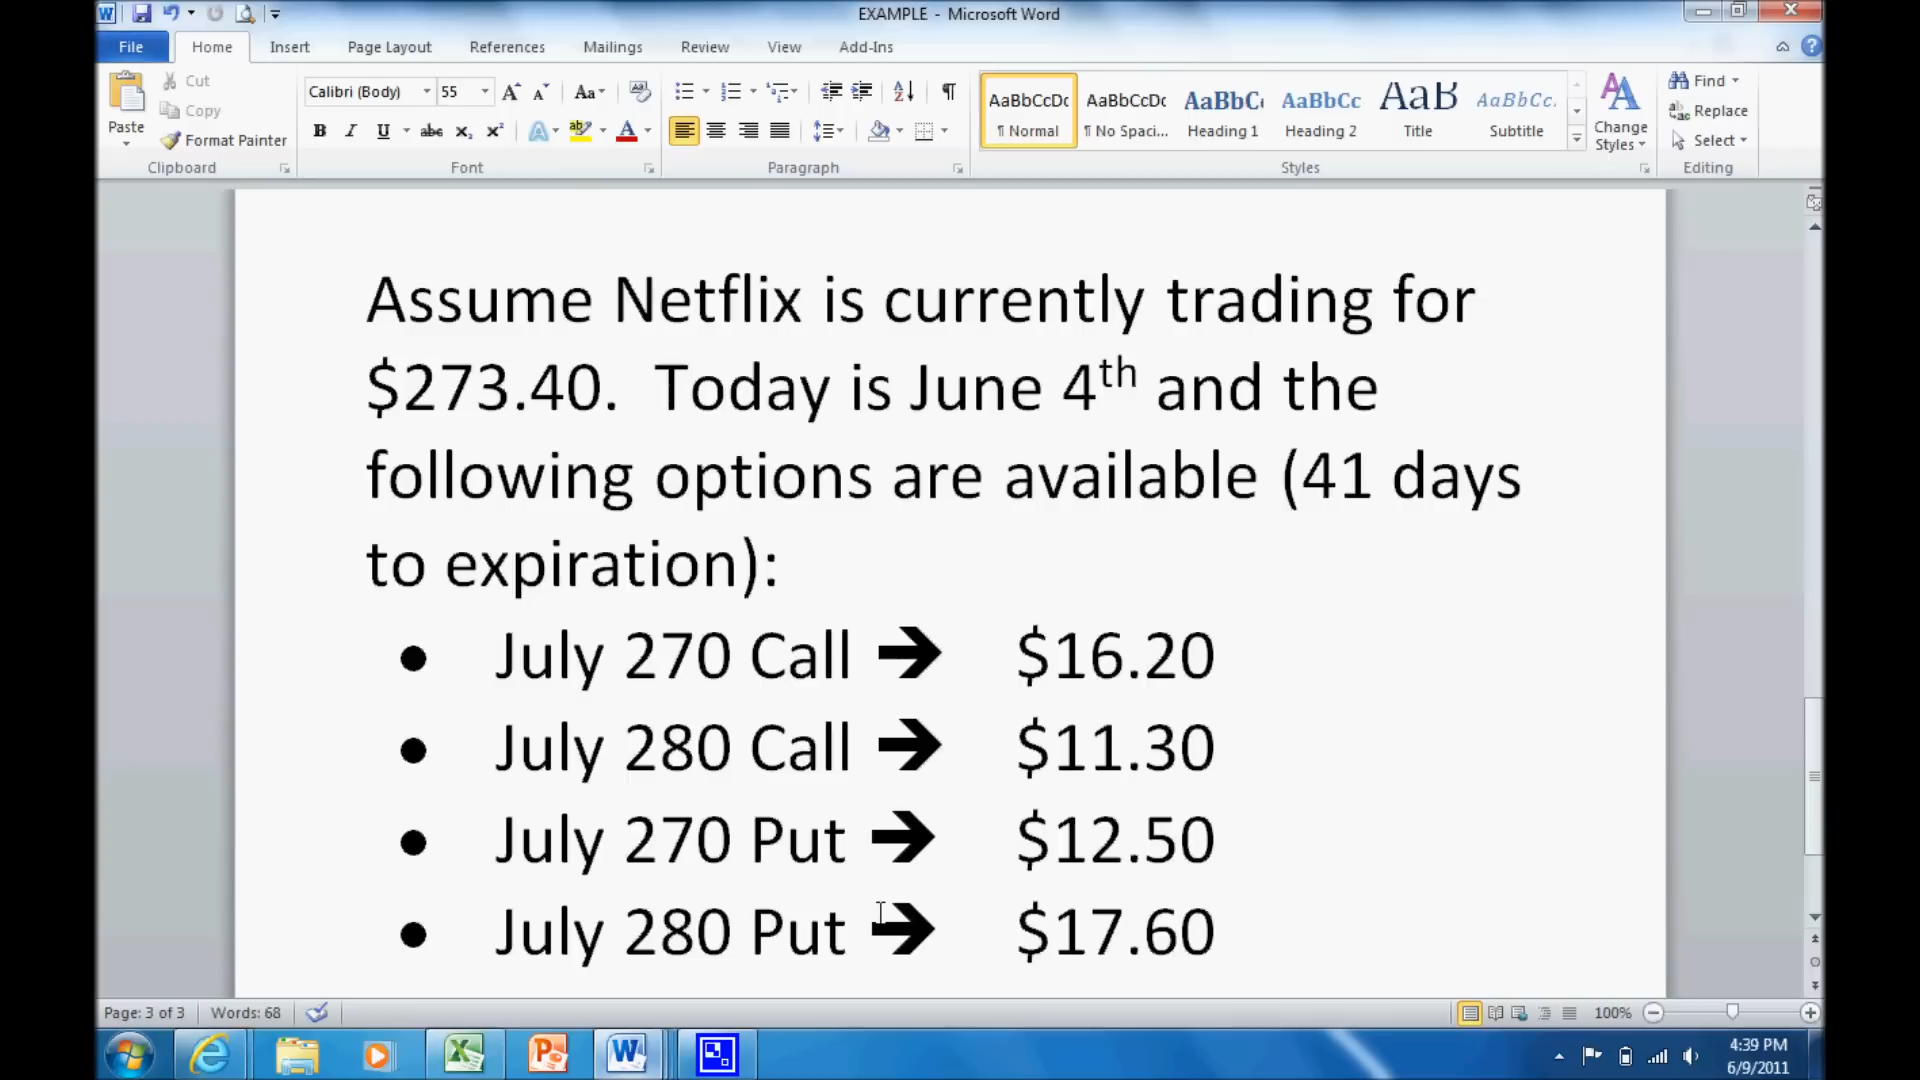 EXAMPLE - Microsoft Word
File Home Insert Page Layout References Mailings Review View Add-Ins
Paste
Cut
Copy
Format Painter
Clipboard
Calibri (Body) 55
Font
Paragraph
AaBbCcDc AaBbCcDc AaBbC AaBbCc AaB AaBbCc.
¶ Normal ¶ No Spaci... Heading 1 Heading 2 Title Subtitle
Change
Styles
Styles
Find
Replace
Select
Editing
Assume Netflix is currently trading for
$273.40. Today is June 4th and the
following options are available (41 days
to expiration):
● July 270 Call ➔ $16.20
● July 280 Call ➔ $11.30
● July 270 Put ➔ $12.50
● July 280 Put ➔ $17.60
Page: 3 of 3 Words: 68 100%
4:39 PM
6/9/2011